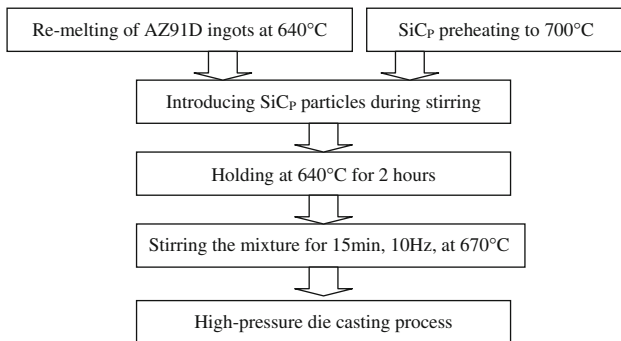 Re-melting of AZ91D ingots at 640°C
SiCP preheating to 700°C
Introducing SiCP particles during stirring
Holding at 640°C for 2 hours
Stirring the mixture for 15min, 10Hz, at 670°C
High-pressure die casting process